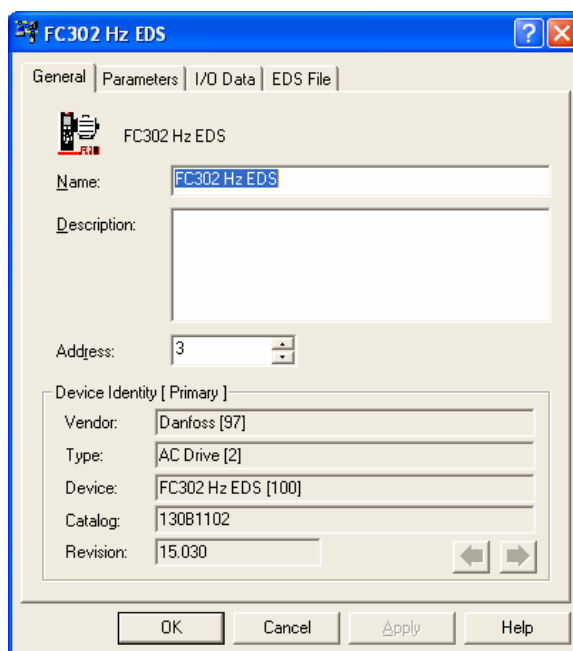 FC302 Hz EDS
General Parameters I/O Data EDS File
FC302 Hz EDS
Name: FC302 Hz EDS
Description:
Address: 3
Device Identity [ Primary ]
Vendor: Danfoss [97]
Type: AC Drive [2]
Device: FC302 Hz EDS [100]
Catalog: 130B1102
Revision: 15.030
OK Cancel Apply Help